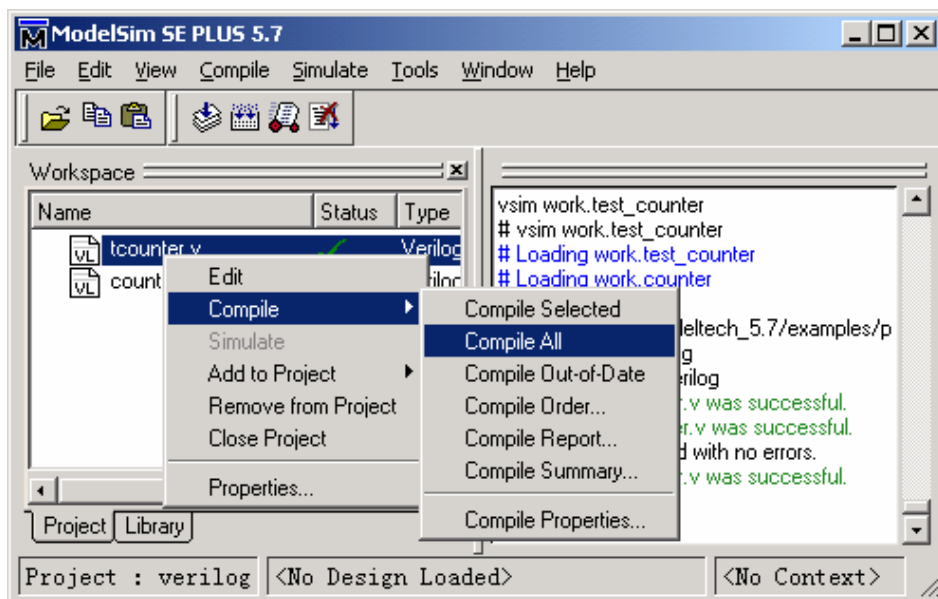 ModelSim SE PLUS 5.7
File Edit View Compile Simulate Tools Window Help
Workspace
Name Status Type
tcounter.v Verilog
count
Edit
Compile
Simulate
Add to Project
Remove from Project
Close Project
Properties...
Compile Selected
Compile All
Compile Out-of-Date
Compile Order...
Compile Report...
Compile Summary...
Compile Properties...
vsim work.test_counter
# vsim work.test_counter
# Loading work.test_counter
# Loading work.counter
eltech_5.7/examples/p
g
rilog
r.v was successful.
er.v was successful.
d with no errors.
r.v was successful.
Project Library
Project : verilog <No Design Loaded> <No Context>